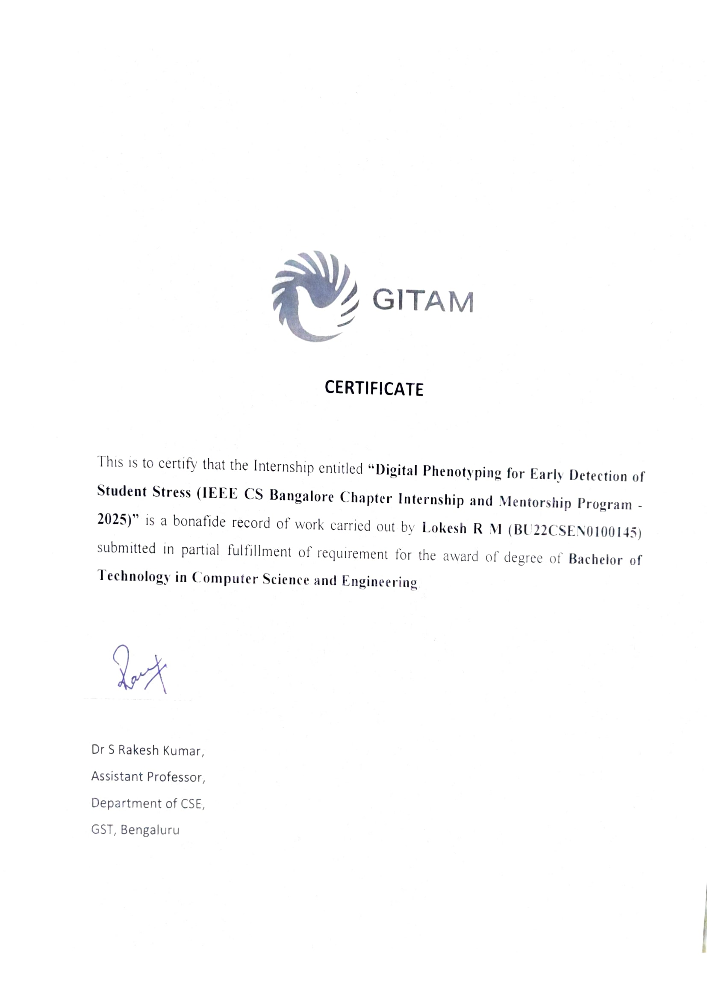 GITAM
CERTIFICATE
This is to certify that the Internship entitled “Digital Phenotyping for Early Detection of
Student Stress (IEEE CS Bangalore Chapter Internship and Mentorship Program -
2025)” is a bonafide record of work carried out by Lokesh R M (BU22CSEN0100145)
submitted in partial fulfillment of requirement for the award of degree of Bachelor of
Technology in Computer Science and Engineering.
Dr S Rakesh Kumar,
Assistant Professor,
Department of CSE,
GST, Bengaluru